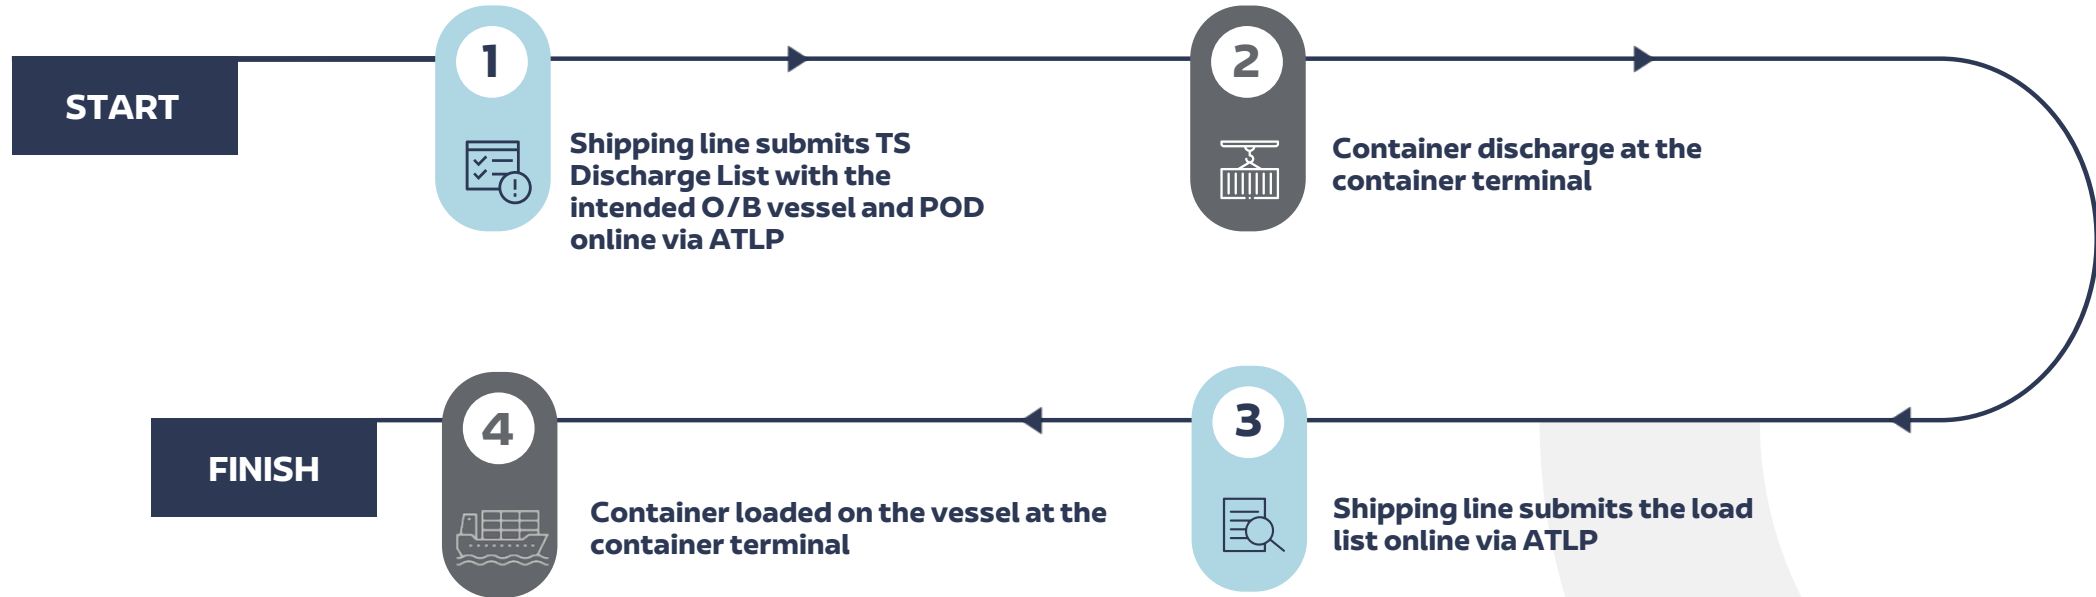 START
1
Shipping line submits TS
Discharge List with the
intended O/B vessel and POD
online via ATLP
2
Container discharge at the
container terminal
3
Shipping line submits the load
list online via ATLP
4
Container loaded on the vessel at the
container terminal
FINISH